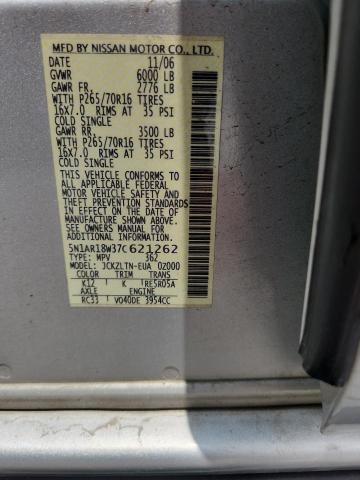 MFD BY NISSAN MOTOR CO., LTD.
DATE 11/06
GVWR 6000 LB
GAWR FR. 2776 LB
WITH P265/70R16 TIRES
16x7.0 RIMS AT 35 PSI
COLD SINGLE
GAWR RR. 3500 LB
WITH P265/70R16 TIRES
16x7.0 RIMS AT 35 PSI
COLD SINGLE
THIS VEHICLE CONFORMS TO
ALL APPLICABLE FEDERAL
MOTOR VEHICLE SAFETY AND
THEFT PREVENTION STANDARDS
IN EFFECT ON THE DATE OF
MANUFACTURE SHOWN ABOVE.
SEE OWNERS MANUAL FOR
ADDITIONAL INFORMATION.
5N1AR18W37C621262
TYPE: MPV 362
MODEL: JCKZLTN-EUA 0Z000
COLOR TRIM TRANS
K12 K RE5R05A
AXLE ENGINE
RC33 VQ40DE 3954CC